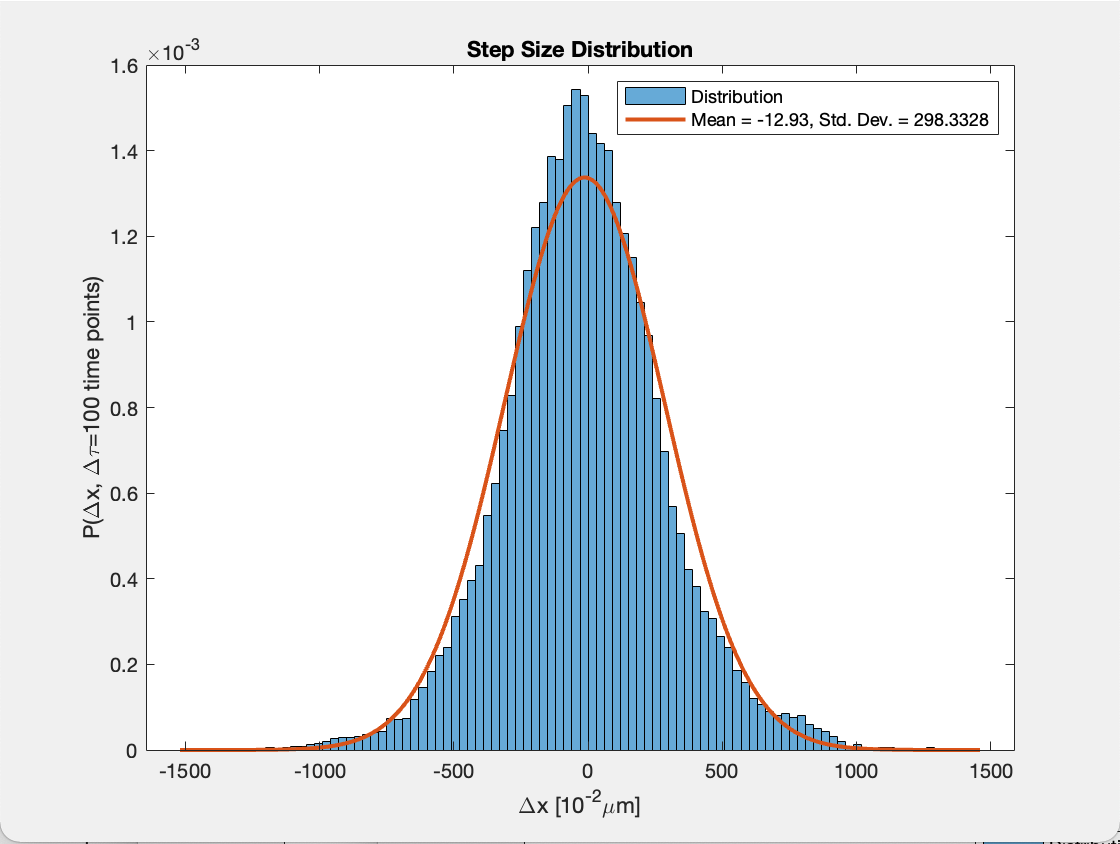 Step Size Distribution
×10⁻³
1.6
1.4
1.2
1
0.8
0.6
0.4
0.2
0
P(Δx, Δτ=100 time points)
Distribution
Mean = -12.93, Std. Dev. = 298.3328
-1500 -1000 -500 0 500 1000 1500
Δx [10⁻²μm]